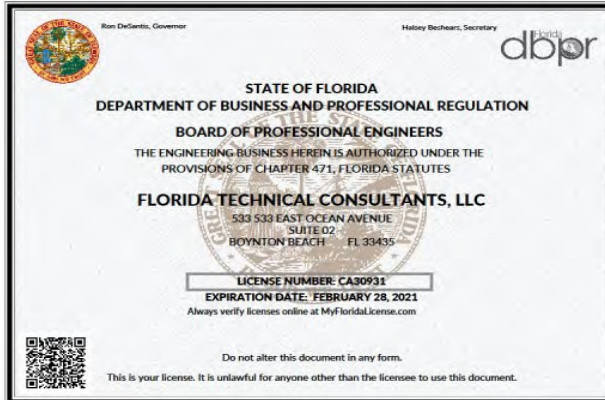 Ron DeSantis, Governor
Halsey Beshears, Secretary
Florida
dbpr
STATE OF FLORIDA
DEPARTMENT OF BUSINESS AND PROFESSIONAL REGULATION
BOARD OF PROFESSIONAL ENGINEERS
THE ENGINEERING BUSINESS HEREIN IS AUTHORIZED UNDER THE
PROVISIONS OF CHAPTER 471, FLORIDA STATUTES
FLORIDA TECHNICAL CONSULTANTS, LLC
533 533 EAST OCEAN AVENUE
SUITE 02
BOYNTON BEACH FL 33435
LICENSE NUMBER: CA30931
EXPIRATION DATE: FEBRUARY 28, 2021
Always verify licenses online at MyFloridaLicense.com
Do not alter this document in any form.
This is your license. It is unlawful for anyone other than the licensee to use this document.